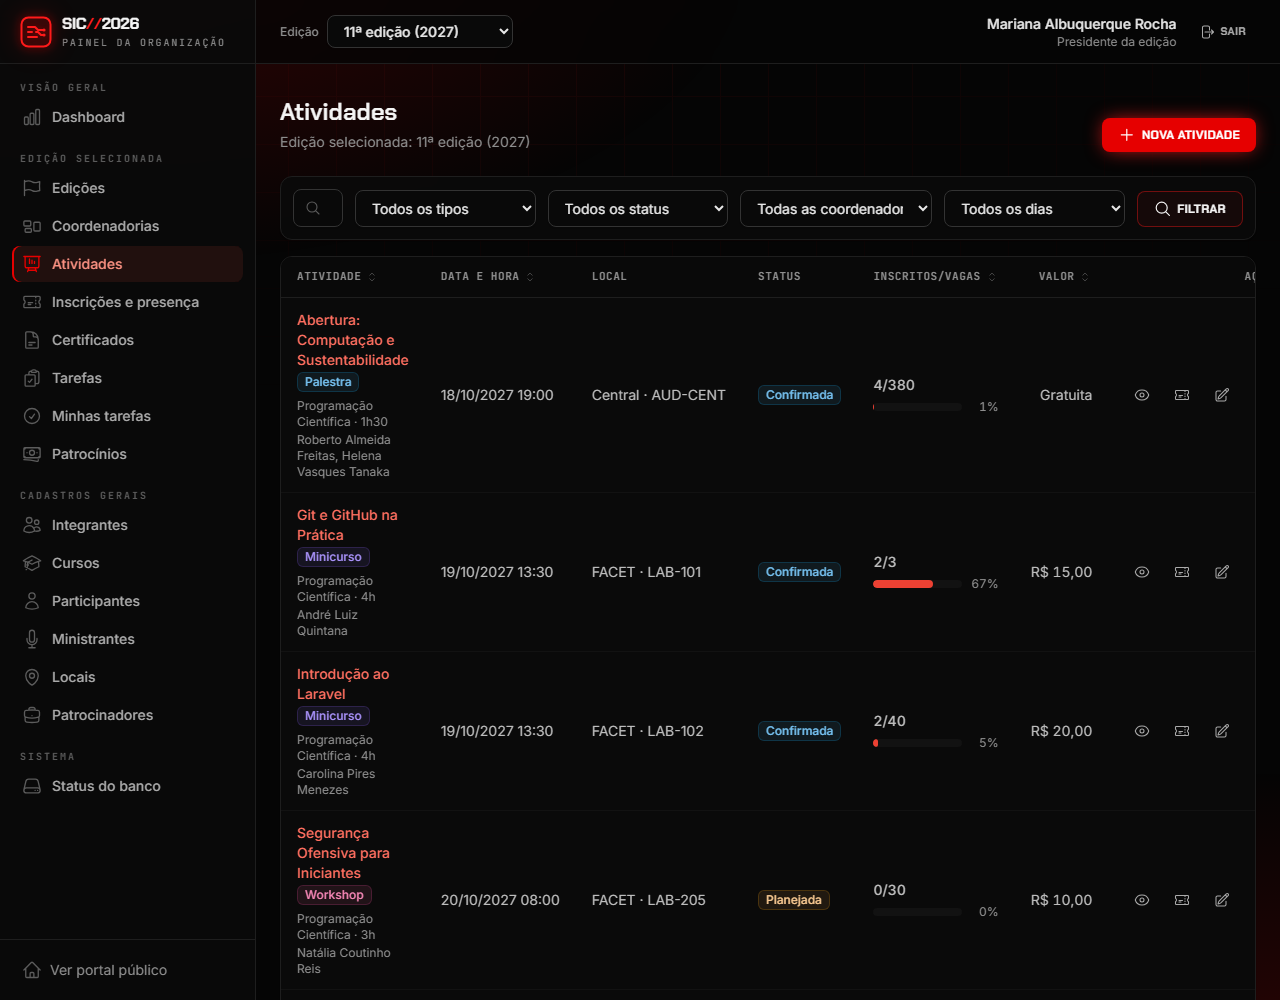 SIC//2026
PAINEL DA ORGANIZAÇÃO
Edição
11ª edição (2027)
Mariana Albuquerque Rocha
Presidente da edição
SAIR
VISÃO GERAL
Dashboard
EDIÇÃO SELECIONADA
Edições
Coordenadorias
Atividades
Inscrições e presença
Certificados
Tarefas
Minhas tarefas
Patrocínios
CADASTROS GERAIS
Integrantes
Cursos
Participantes
Ministrantes
Locais
Patrocinadores
SISTEMA
Status do banco
Ver portal público
Atividades
Edição selecionada: 11ª edição (2027)
NOVA ATIVIDADE
Todos os tipos
Todos os status
Todas as coordenador
Todos os dias
FILTRAR
ATIVIDADE
DATA E HORA
LOCAL
STATUS
INSCRITOS/VAGAS
VALOR
Abertura:
Computação e
Sustentabilidade
Palestra
Programação
Científica · 1h30
Roberto Almeida
Freitas, Helena
Vasques Tanaka
18/10/2027 19:00
Central · AUD-CENT
Confirmada
4/380
1%
Gratuita
Git e GitHub na
Prática
Minicurso
Programação
Científica · 4h
André Luiz
Quintana
19/10/2027 13:30
FACET · LAB-101
Confirmada
2/3
67%
R$ 15,00
Introdução ao
Laravel
Minicurso
Programação
Científica · 4h
Carolina Pires
Menezes
19/10/2027 13:30
FACET · LAB-102
Confirmada
2/40
5%
R$ 20,00
Segurança
Ofensiva para
Iniciantes
Workshop
Programação
Científica · 3h
Natália Coutinho
Reis
20/10/2027 08:00
FACET · LAB-205
Planejada
0/30
0%
R$ 10,00